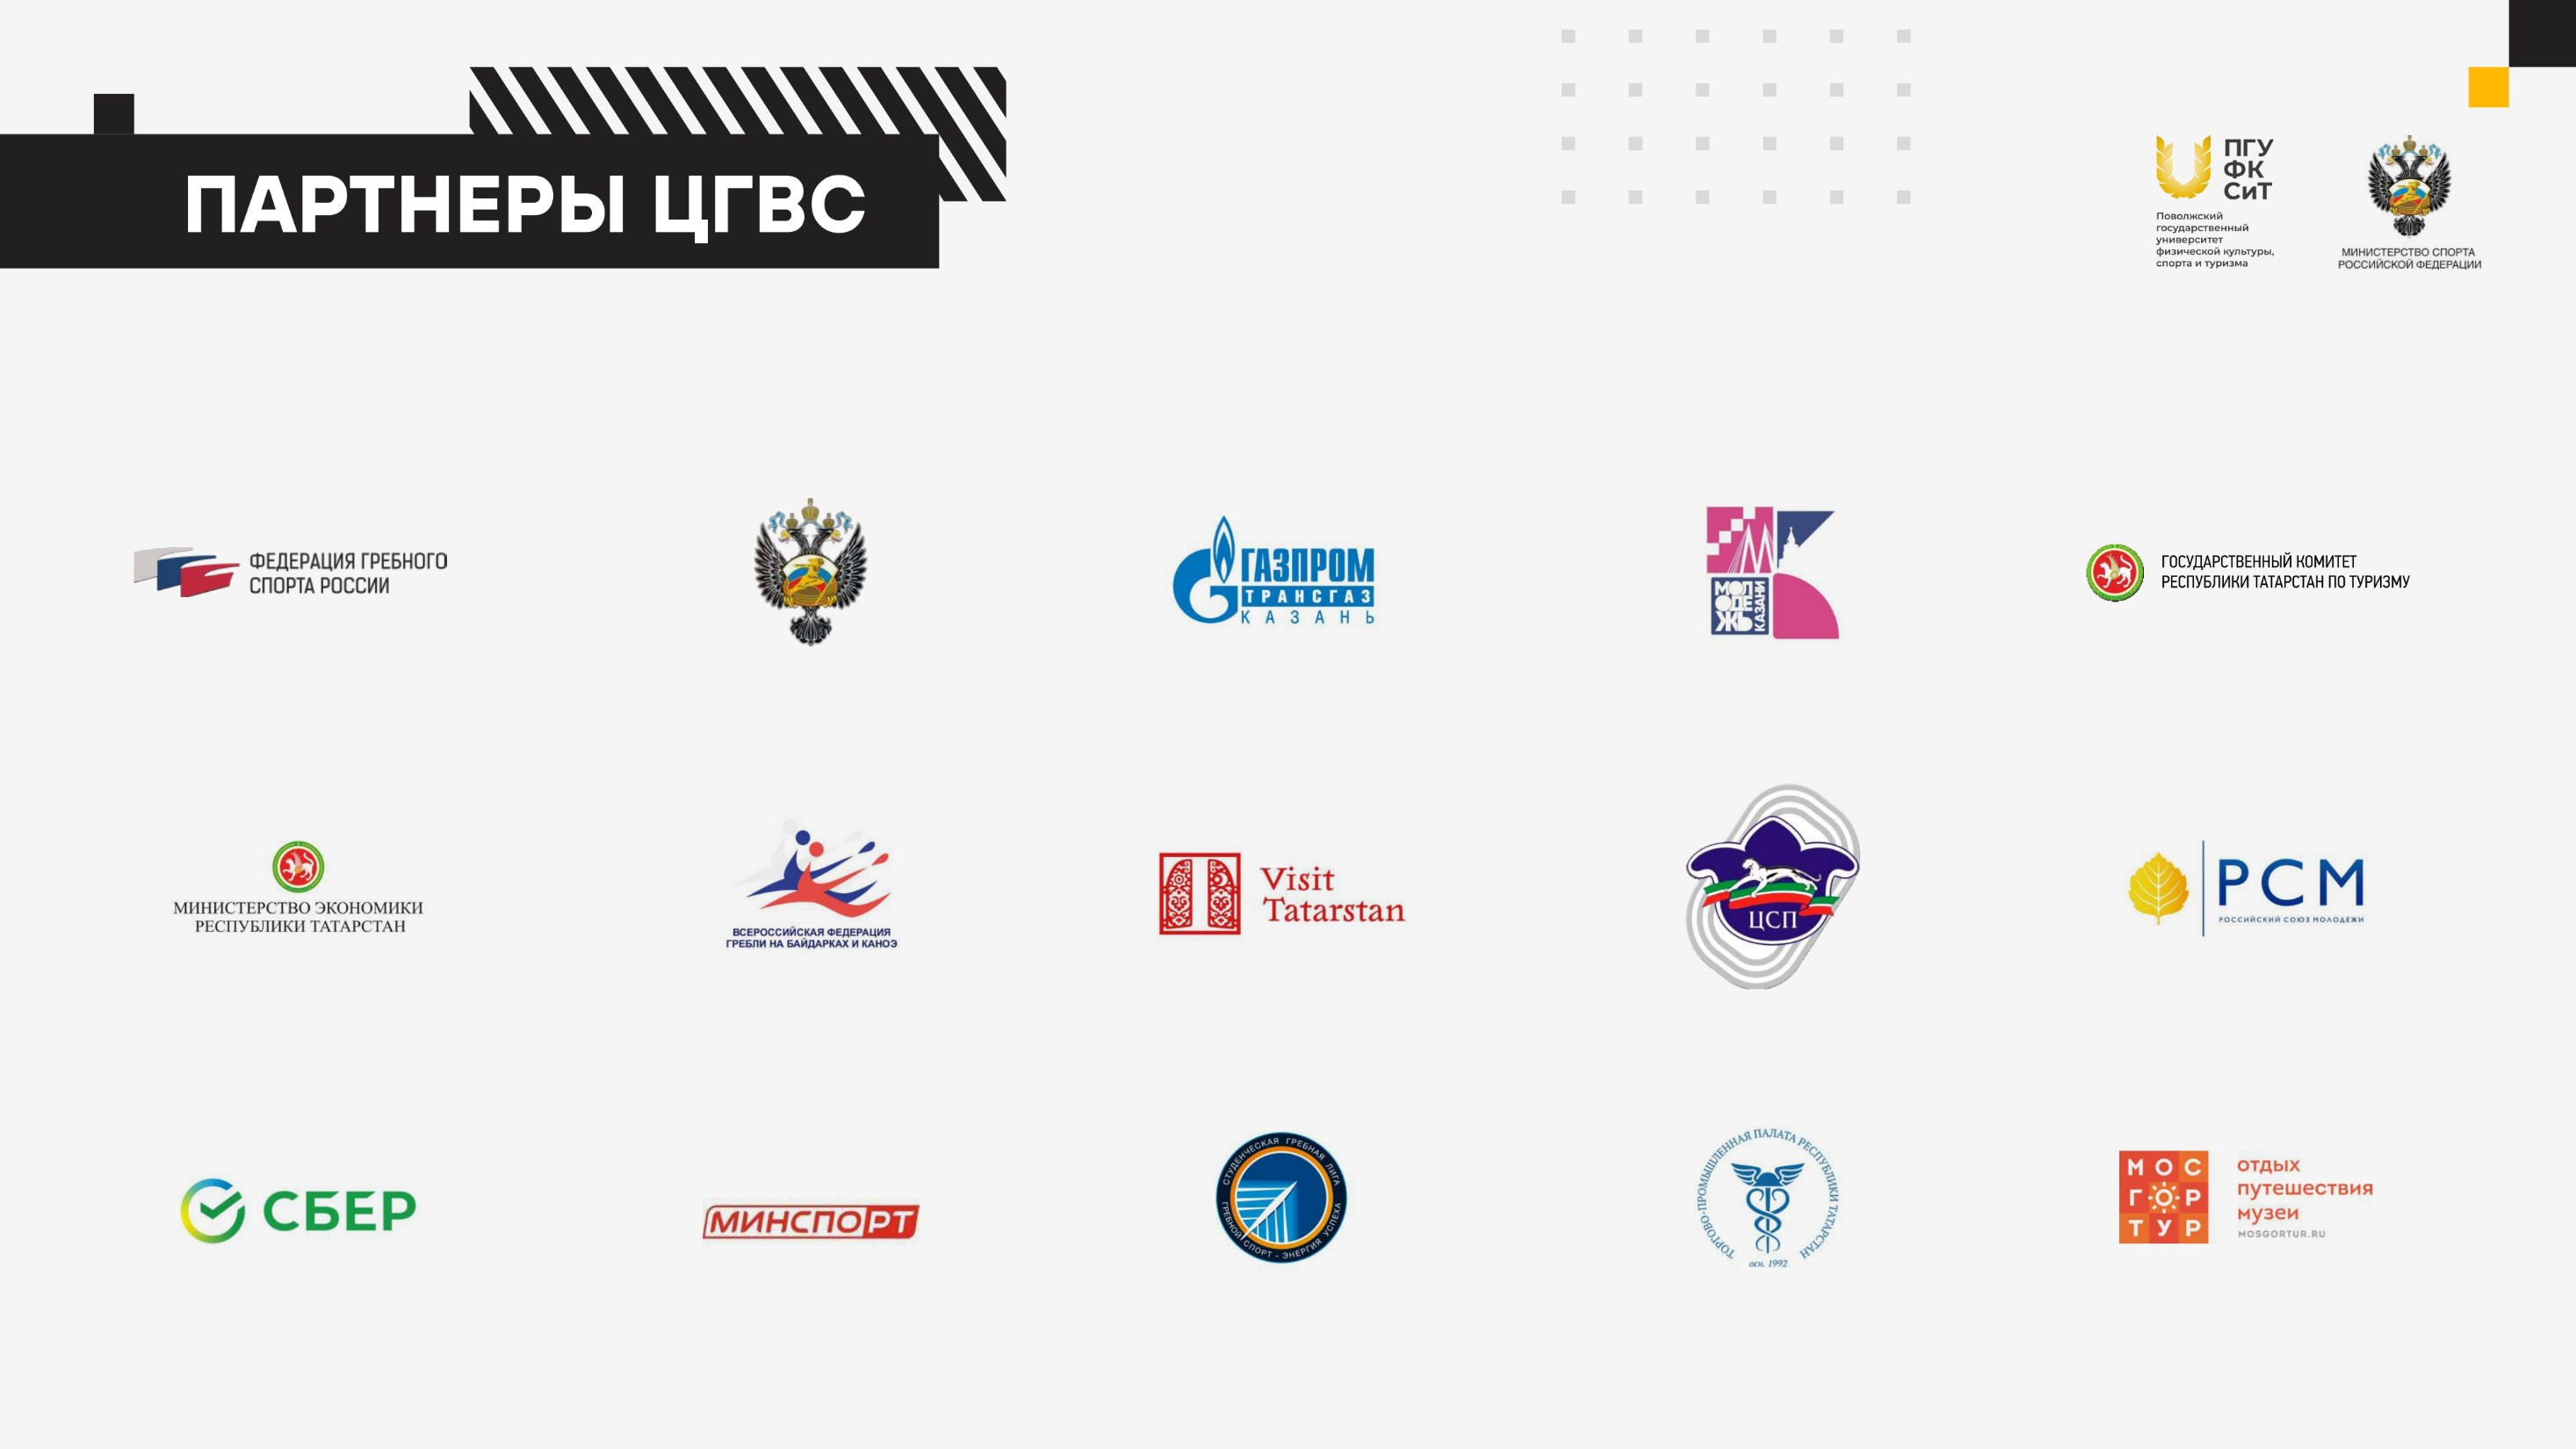 ПАРТНЕРЫ ЦГВС
ПГУ
ФК
СиТ
Поволжский
государственный
университет
физической культуры,
спорта и туризма
МИНИСТЕРСТВО СПОРТА
РОССИЙСКОЙ ФЕДЕРАЦИИ
ФЕДЕРАЦИЯ ГРЕБНОГО
СПОРТА РОССИИ
ГАЗПРОМ
ТРАНСГАЗ
КАЗАНЬ
МОЛОДЕЖЬ
КАЗАНИ
ГОСУДАРСТВЕННЫЙ КОМИТЕТ
РЕСПУБЛИКИ ТАТАРСТАН ПО ТУРИЗМУ
МИНИСТЕРСТВО ЭКОНОМИКИ
РЕСПУБЛИКИ ТАТАРСТАН
ВСЕРОССИЙСКАЯ ФЕДЕРАЦИЯ
ГРЕБЛИ НА БАЙДАРКАХ И КАНОЭ
Visit
Tatarstan
ЦСП
РСМ
РОССИЙСКИЙ СОЮЗ МОЛОДЕЖИ
СБЕР
МИНСПОРТ
СТУДЕНЧЕСКАЯ ГРЕБНАЯ ЛИГА
ГРЕБНОЙ СПОРТ - ЭНЕРГИЯ УСПЕХА
ТОРГОВО-ПРОМЫШЛЕННАЯ ПАЛАТА РЕСПУБЛИКИ ТАТАРСТАН
осн. 1992
МОС
ГОР
ТУР
отдых
путешествия
музеи
MOSGORTUR.RU